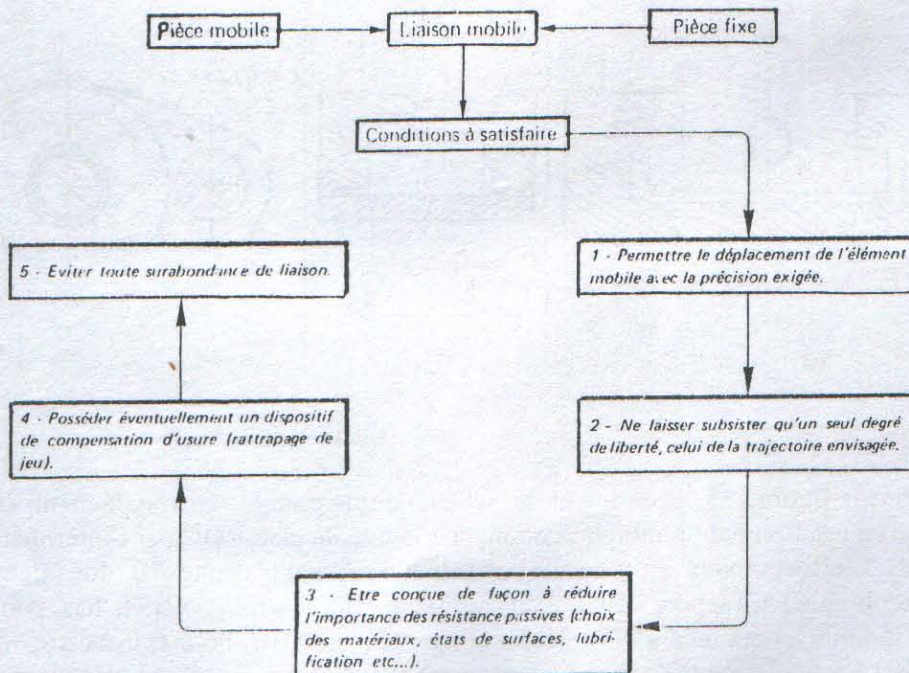 Pièce mobile
Liaison mobile
Pièce fixe
Conditions à satisfaire
1 - Permettre le déplacement de l'élément
mobile avec la précision exigée.
2 - Ne laisser subsister qu'un seul degré
de liberté, celui de la trajectoire envisagée.
3 - Etre conçue de façon à réduire
l'importance des résistance passives (choix
des matériaux, états de surfaces, lubri-
fication etc...).
4 - Posséder éventuellement un dispositif
de compensation d'usure (rattrapage de
jeu).
5 - Eviter toute surabondance de liaison.